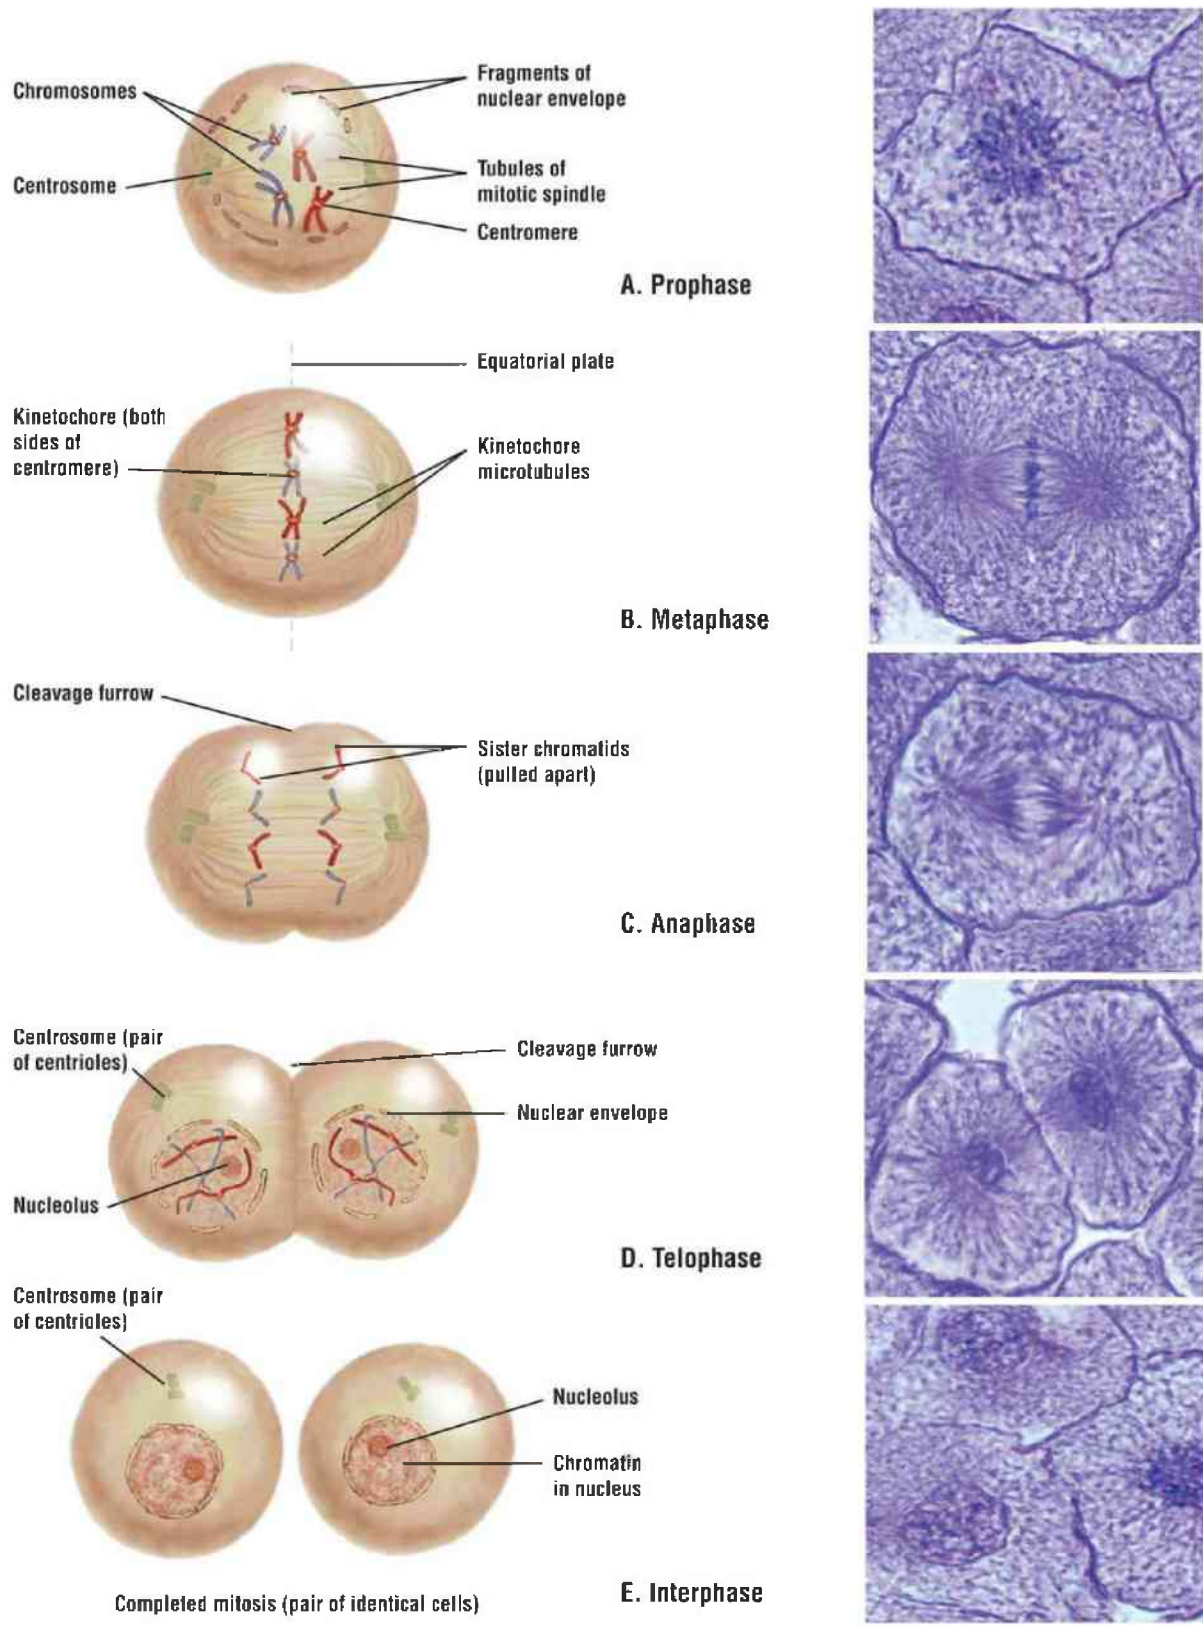 Chromosomes
Fragments of
nuclear envelope
Centrosome
Tubules of
mitotic spindle
Centromere
A. Prophase
Equatorial plate
Kinetochore (both
sides of
centromere)
Kinetochore
microtubules
B. Metaphase
Cleavage furrow
Sister chromatids
(pulled apart)
C. Anaphase
Centrosome (pair
of centrioles)
Cleavage furrow
Nuclear envelope
Nucleolus
D. Telophase
Centrosome (pair
of centrioles)
Nucleolus
Chromatin
in nucleus
E. Interphase
Completed mitosis (pair of identical cells)